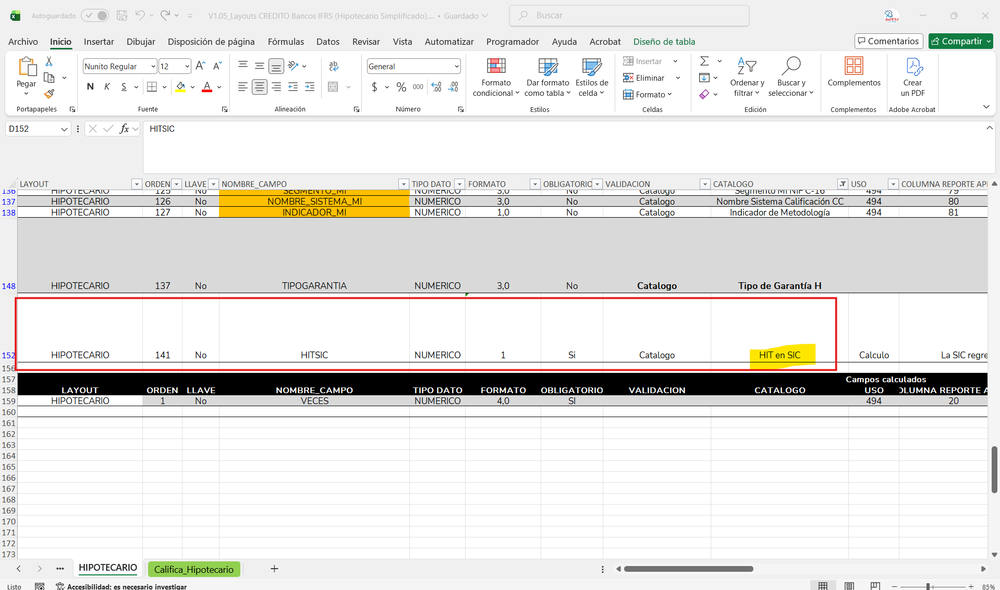 Autoguardado
V1.05_Layouts CREDITO Bancos IFRS (Hipotecario Simplificado).... • Guardado
Buscar
IMPERA
Archivo Inicio Insertar Dibujar Disposición de página Fórmulas Datos Revisar Vista Automatizar Programador Ayuda Acrobat Diseño de tabla
Comentarios Compartir
Pegar
Portapapeles
Nunito Regular 12
N K S
Fuente
Alineación
General
$ % 000
Número
Formato condicional
Dar formato como tabla
Estilos de celda
Estilos
Insertar
Eliminar
Formato
Celdas
Ordenar y filtrar
Buscar y seleccionar
Edición
Complementos
Complementos
Crear un PDF
Adobe Acrobat
D152 fx HITSIC
LAYOUT ORDEN LLAVE NOMBRE_CAMPO TIPO DATO FORMATO OBLIGATORIO VALIDACION CATALOGO USO COLUMNA REPORTE API
136 HIPOTECARIO 125 No SEGMENTO_MI NUMERICO 3,0 No Catalogo Segmento MI NIF C-16 494 79
137 HIPOTECARIO 126 No NOMBRE_SISTEMA_MI NUMERICO 3,0 No Catalogo Nombre Sistema Calificación CC 494 80
138 HIPOTECARIO 127 No INDICADOR_MI NUMERICO 1,0 No Catalogo Indicador de Metodología 494 81
148 HIPOTECARIO 137 No TIPOGARANTIA NUMERICO 3,0 No Catalogo Tipo de Garantía H
152 HIPOTECARIO 141 No HITSIC NUMERICO 1 Si Catalogo HIT en SIC Calculo La SIC regre
156
157 Campos calculados
158 LAYOUT ORDEN LLAVE NOMBRE_CAMPO TIPO DATO FORMATO OBLIGATORIO VALIDACION CATALOGO USO OLUMNA REPORTE A
159 HIPOTECARIO 1 No VECES NUMERICO 4,0 SI 494 20
160
161
162
163
164
165
166
167
168
169
170
171
172
173
HIPOTECARIO Califica_Hipotecario
Listo Accesibilidad: es necesario investigar 85%